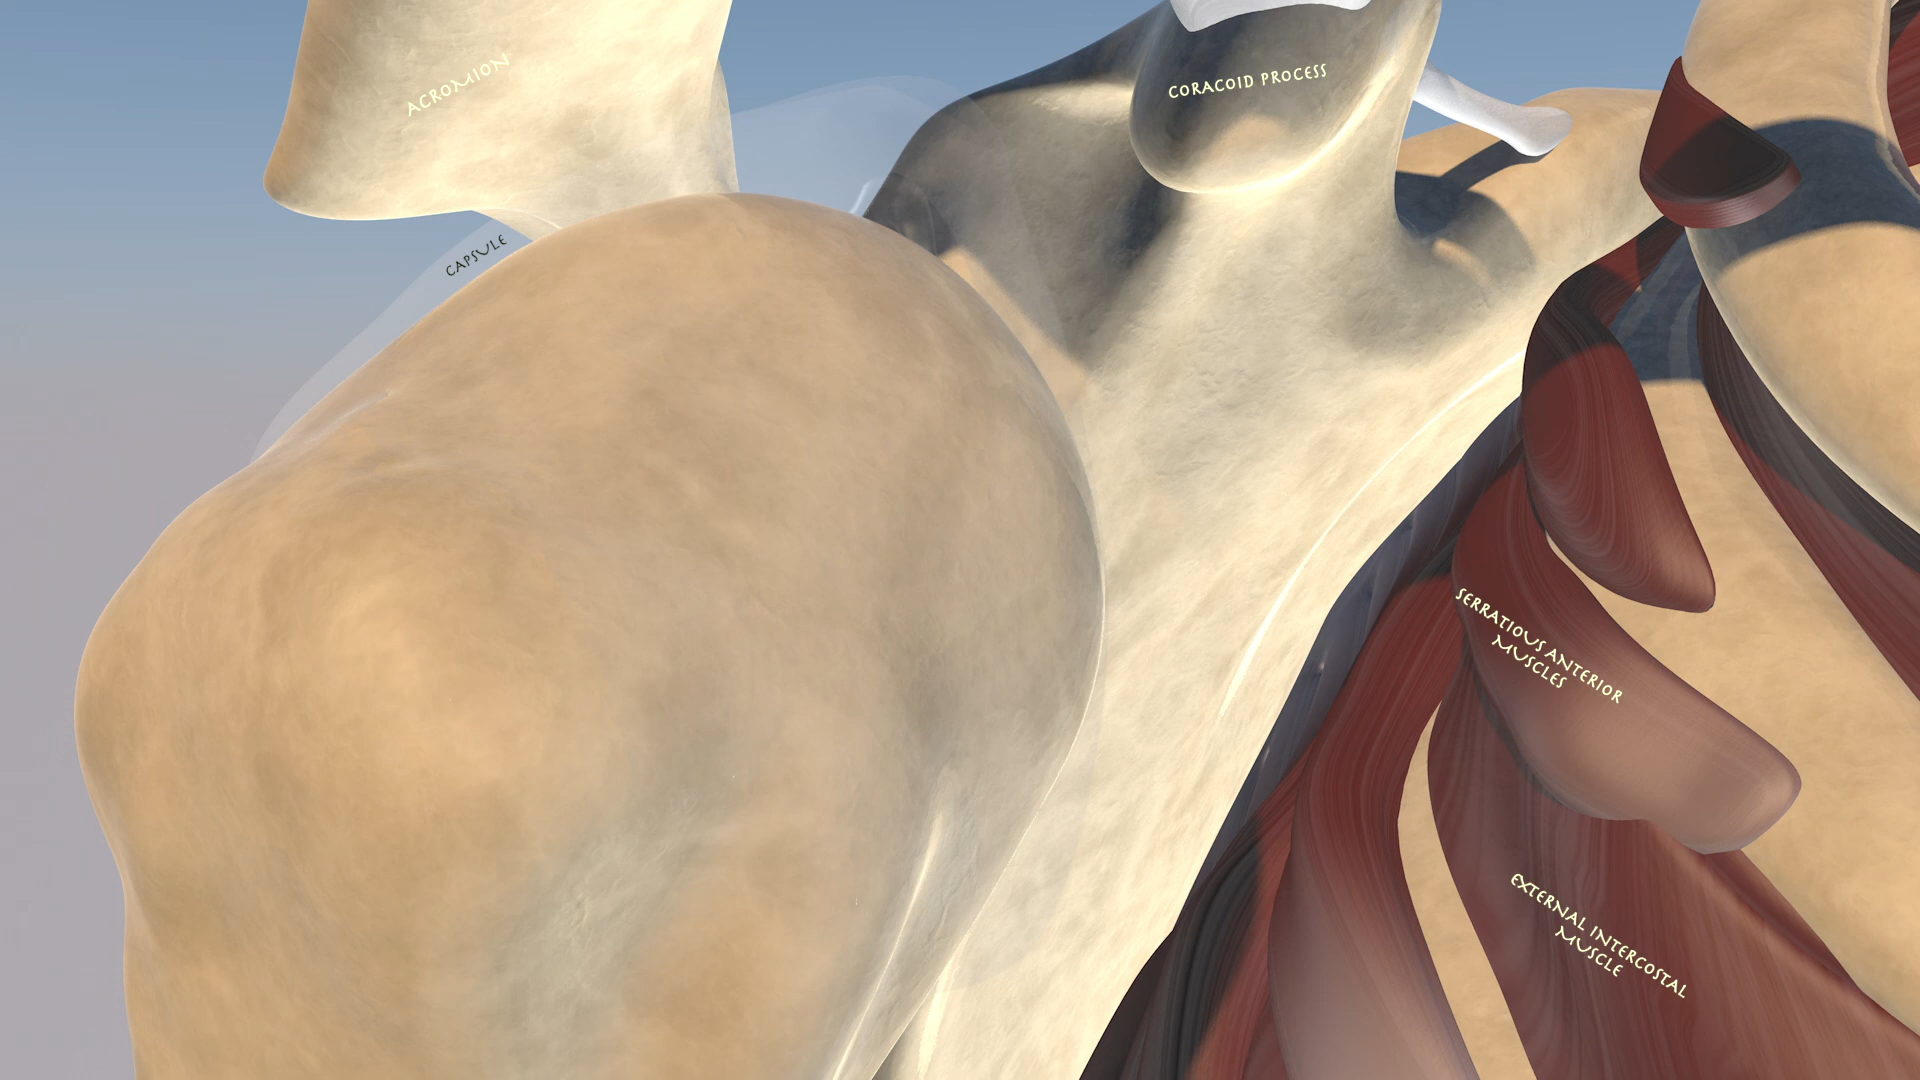 ACROMION
CORACOID PROCESS
CAPSULE
SERRATIOUS ANTERIOR
MUSCLES
EXTERNAL INTERCOSTAL
MUSCLE